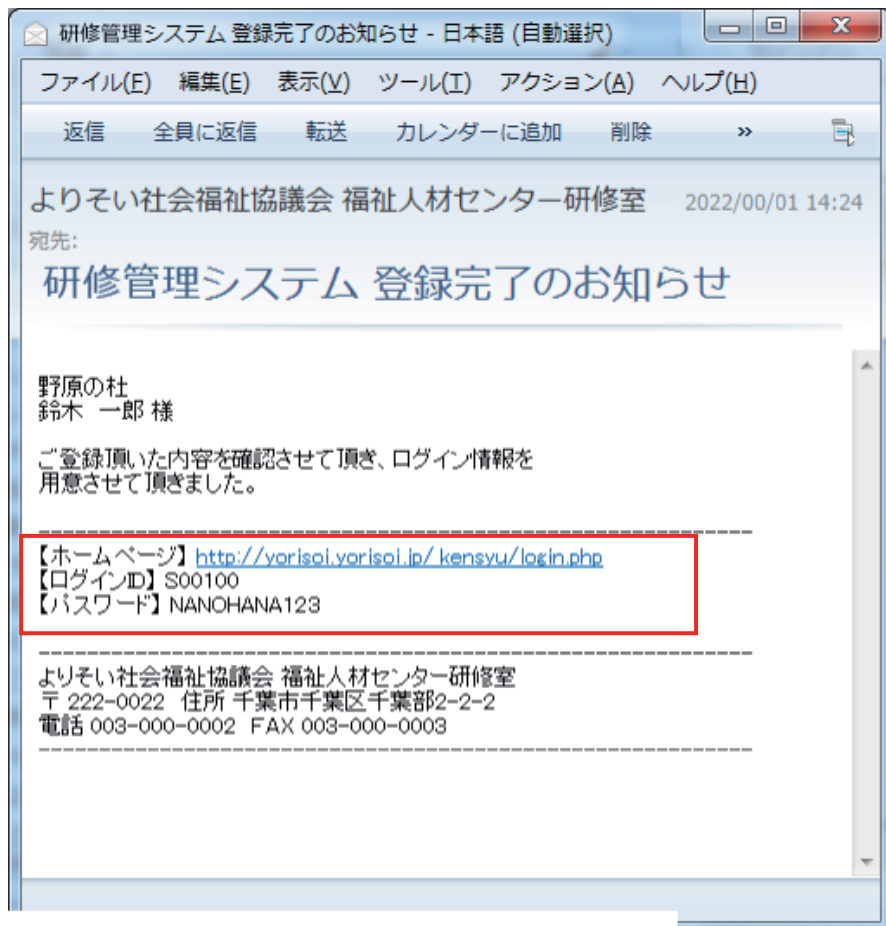 研修管理システム 登録完了のお知らせ - 日本語 (自動選択)
ファイル(F) 編集(E) 表示(V) ツール(T) アクション(A) ヘルプ(H)
返信 全員に返信 転送 カレンダーに追加 削除 »
よりそい社会福祉協議会 福祉人材センター研修室 2022/00/01 14:24
宛先:
研修管理システム 登録完了のお知らせ
野原の杜
鈴木 一郎 様
ご登録頂いた内容を確認させて頂き、ログイン情報を
用意させて頂きました。
【ホームページ】 http://yorisoi.yorisoi.jp/ kensyu/login.php
【ログインID】 S00100
【パスワード】 NANOHANA123
よりそい社会福祉協議会 福祉人材センター研修室
〒 222-0022 住所 千葉市千葉区千葉部2-2-2
電話 003-000-0002 FAX 003-000-0003